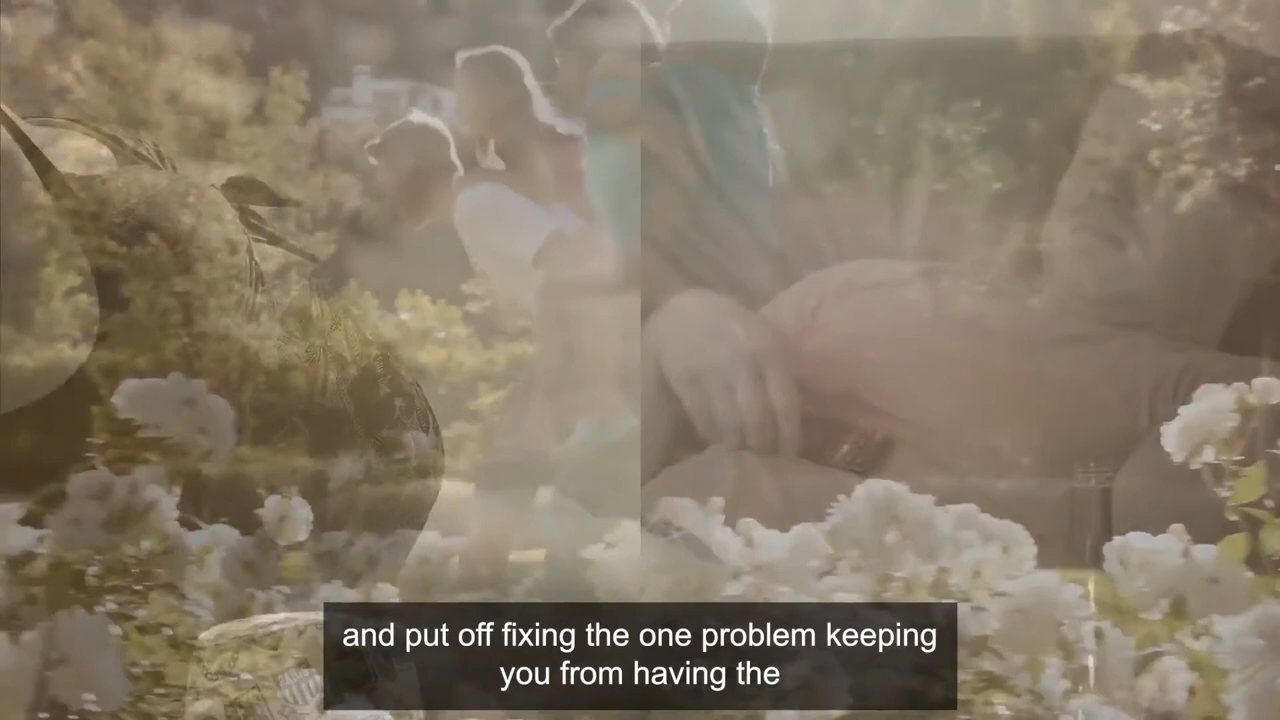 and put off fixing the one problem keeping
you from having the